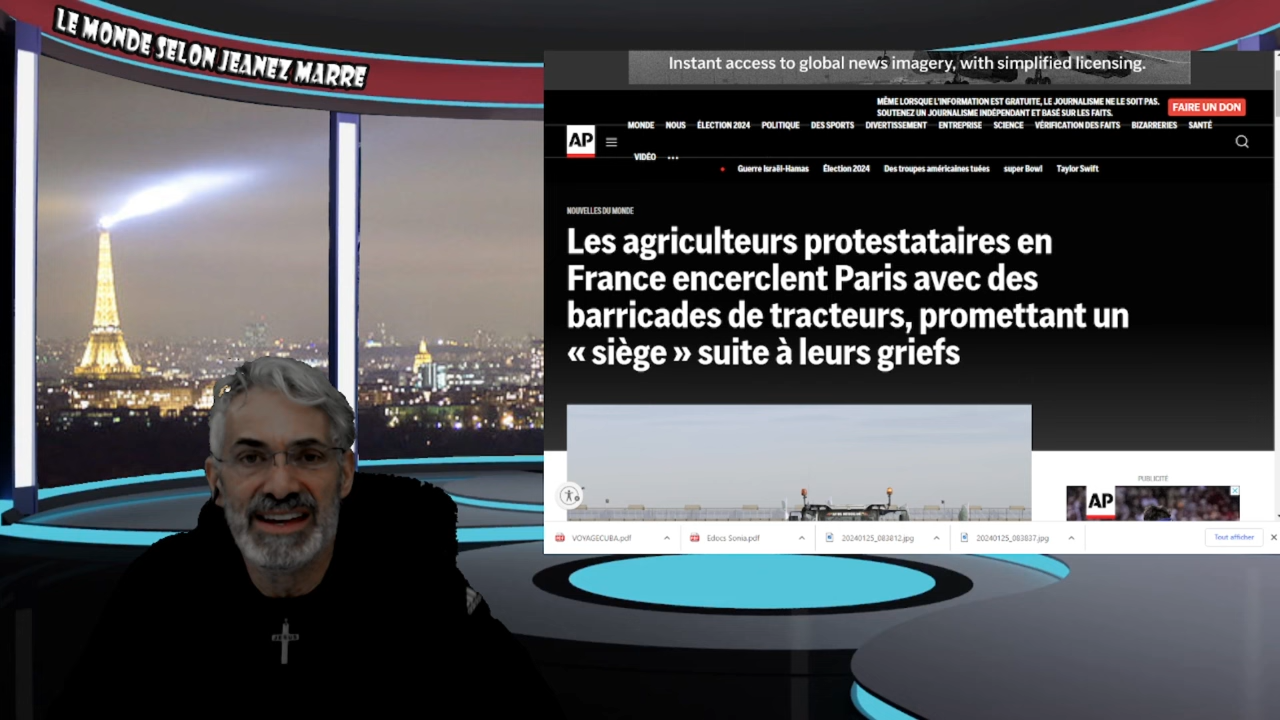 LE MONDE SELON JEANEZ MARRE
Instant access to global news imagery, with simplified licensing.
MÊME LORSQUE L'INFORMATION EST GRATUITE, LE JOURNALISME NE LE SOIT PAS.
SOUTENEZ UN JOURNALISME INDÉPENDANT ET BASÉ SUR LES FAITS.
FAIRE UN DON
AP
MONDE NOUS ÉLECTION 2024 POLITIQUE DES SPORTS DIVERTISSEMENT ENTREPRISE SCIENCE VÉRIFICATION DES FAITS BIZARRERIES SANTÉ
VIDÉO ...
Guerre Israël-Hamas Élection 2024 Des troupes américaines tuées super Bowl Taylor Swift
NOUVELLES DU MONDE
Les agriculteurs protestataires en
France encerclent Paris avec des
barricades de tracteurs, promettant un
« siège » suite à leurs griefs
PUBLICITÉ
AP
VOYAGECUBA.pdf Edocs Sonia.pdf 20240125_083812.jpg 20240125_083837.jpg Tout afficher
JESUS